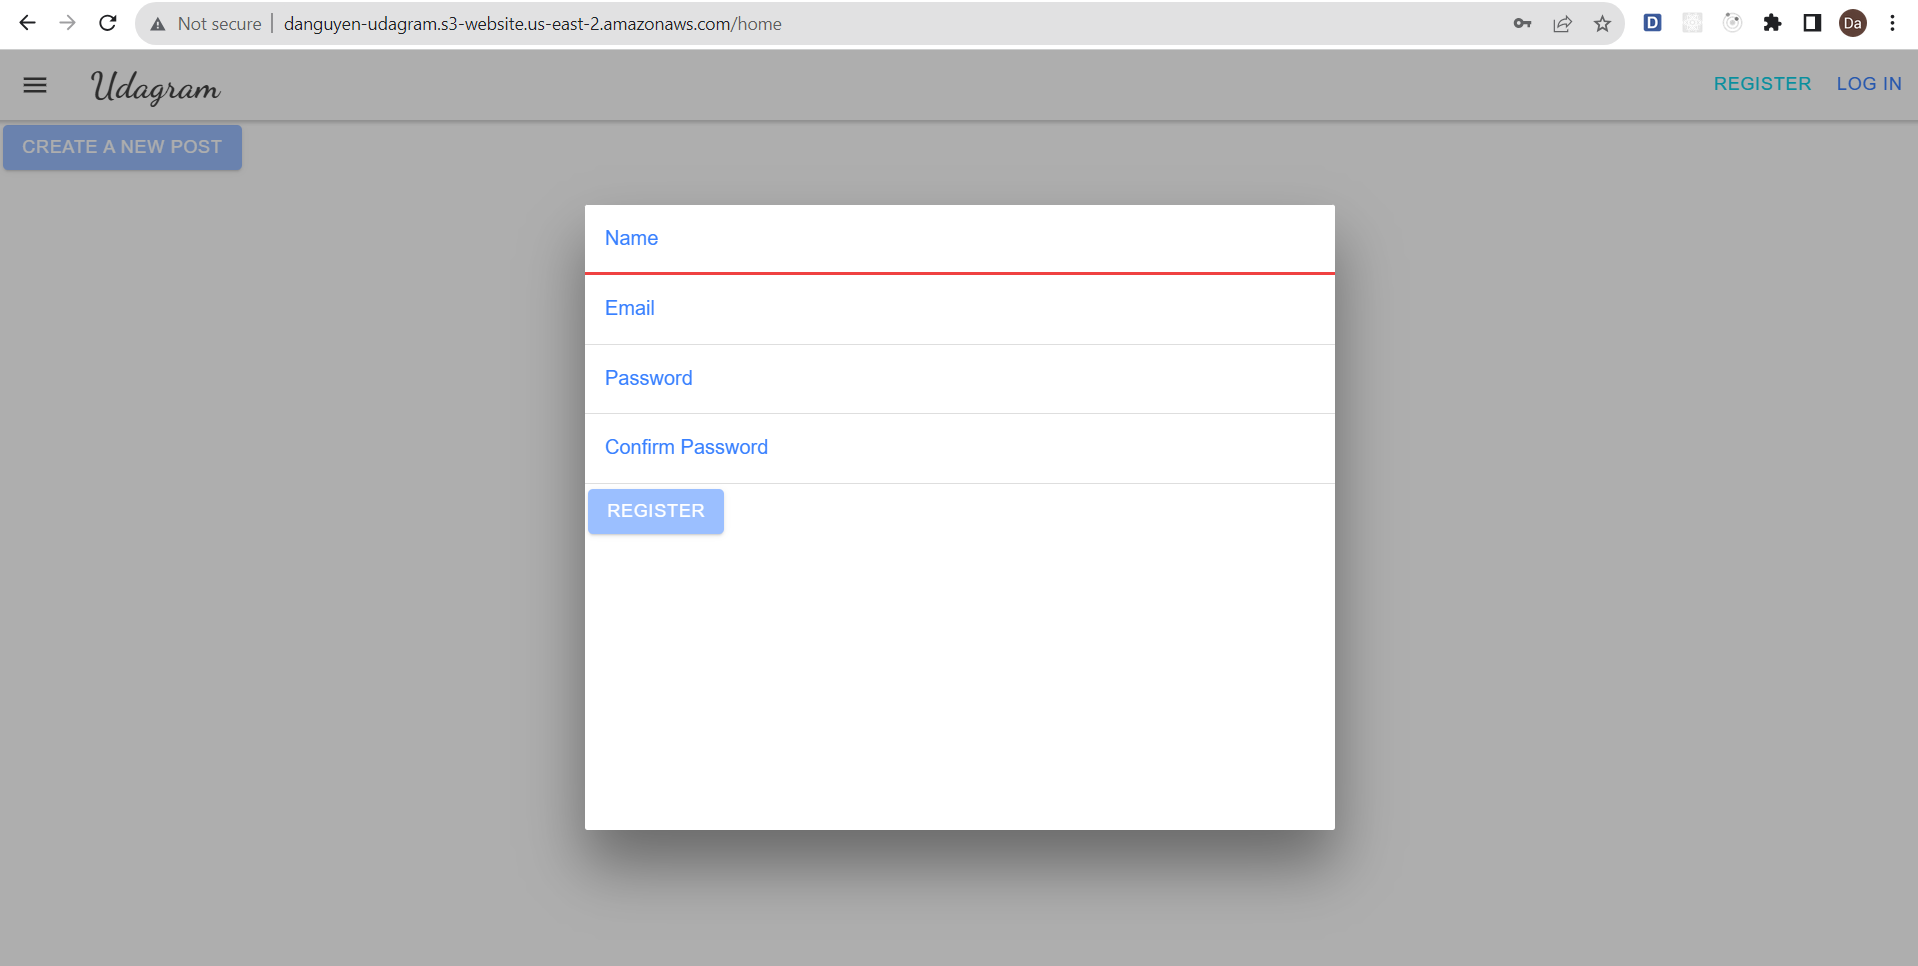 Not secure | danguyen-udagram.s3-website.us-east-2.amazonaws.com/home
D
Da
Udagram
REGISTER
LOG IN
CREATE A NEW POST
Name
Email
Password
Confirm Password
REGISTER